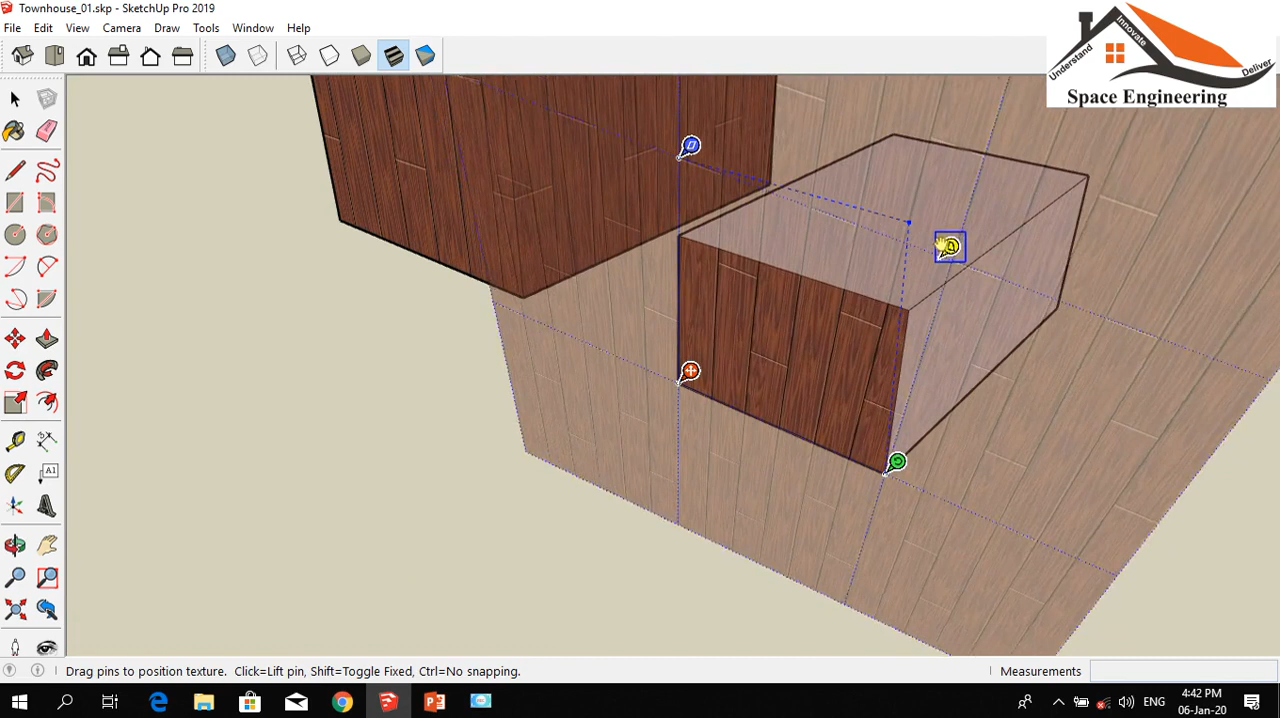 Townhouse_01.skp - SketchUp Pro 2019
File Edit View Camera Draw Tools Window Help
Understand
Innovate
Deliver
Space Engineering
A1
Drag pins to position texture. Click=Lift pin, Shift=Toggle Fixed, Ctrl=No snapping.
Measurements
ENG
4:42 PM
06-Jan-20